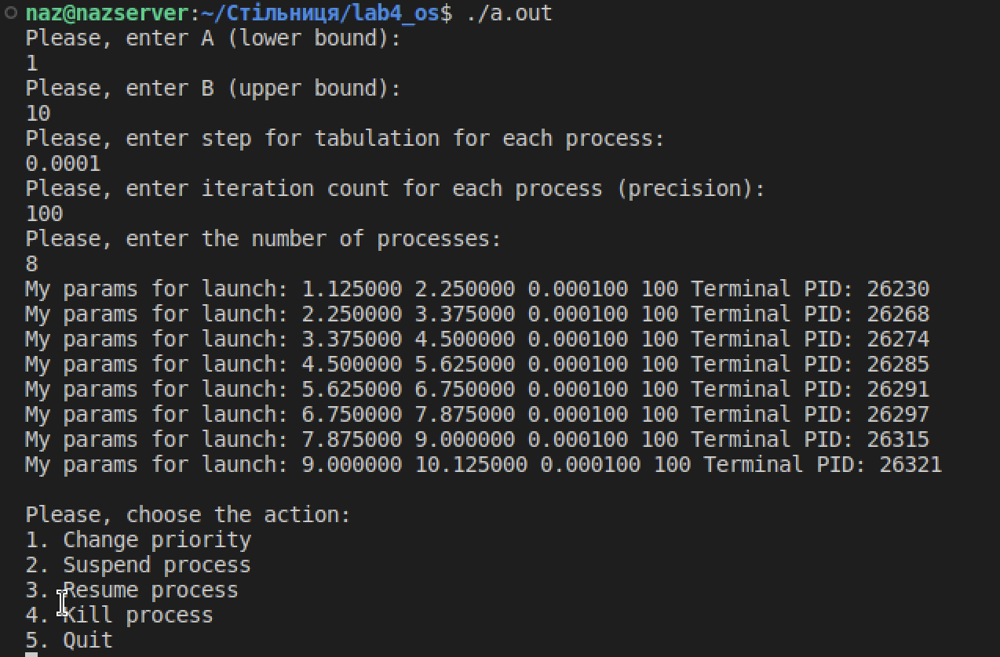 naz@nazserver:~/Стільниця/lab4_os$ ./a.out
Please, enter A (lower bound):
1
Please, enter B (upper bound):
10
Please, enter step for tabulation for each process:
0.0001
Please, enter iteration count for each process (precision):
100
Please, enter the number of processes:
8
My params for launch: 1.125000 2.250000 0.000100 100 Terminal PID: 26230
My params for launch: 2.250000 3.375000 0.000100 100 Terminal PID: 26268
My params for launch: 3.375000 4.500000 0.000100 100 Terminal PID: 26274
My params for launch: 4.500000 5.625000 0.000100 100 Terminal PID: 26285
My params for launch: 5.625000 6.750000 0.000100 100 Terminal PID: 26291
My params for launch: 6.750000 7.875000 0.000100 100 Terminal PID: 26297
My params for launch: 7.875000 9.000000 0.000100 100 Terminal PID: 26315
My params for launch: 9.000000 10.125000 0.000100 100 Terminal PID: 26321
Please, choose the action:
1. Change priority
2. Suspend process
3. Resume process
4. Kill process
5. Quit